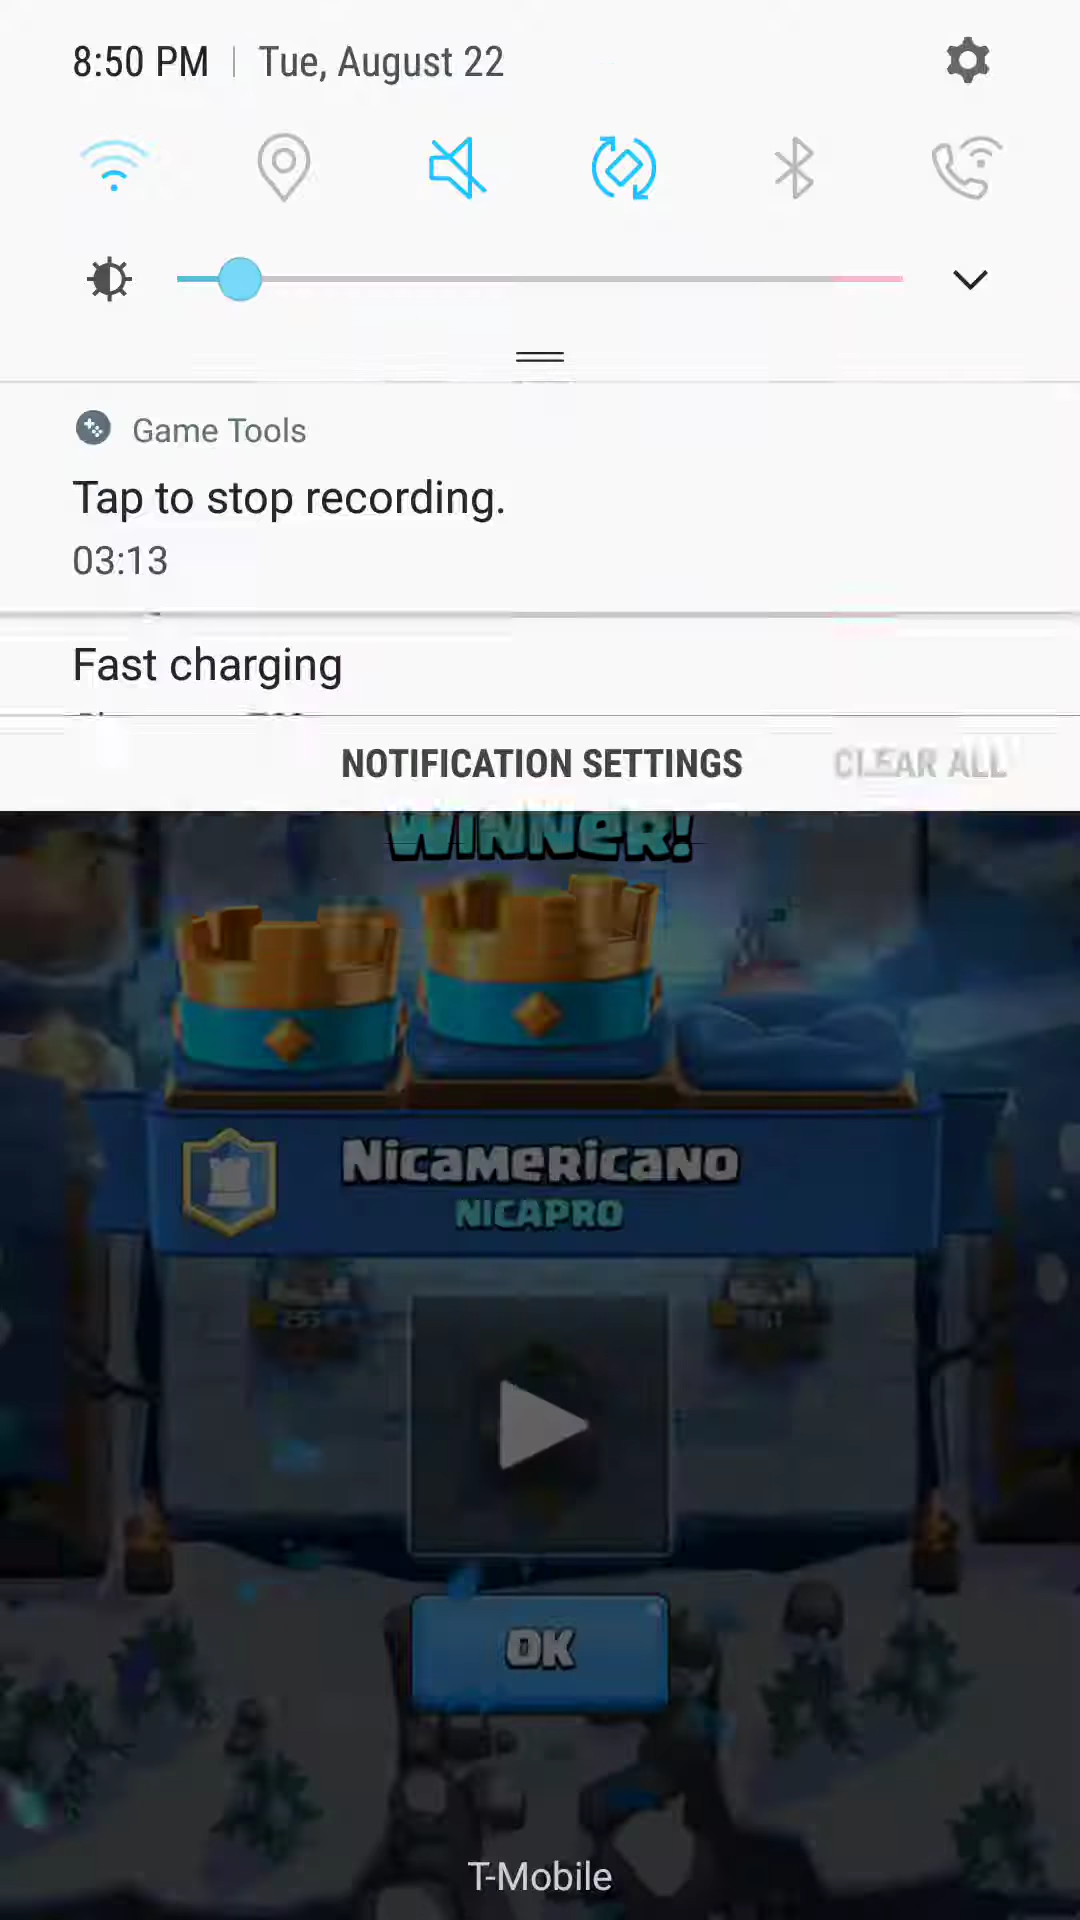 8:50 PM | Tue, August 22
Game Tools
Tap to stop recording.
03:13
Fast charging
NOTIFICATION SETTINGS CLEAR ALL
WINNER!
Nicamericano
NICAPRO
OK
T-Mobile